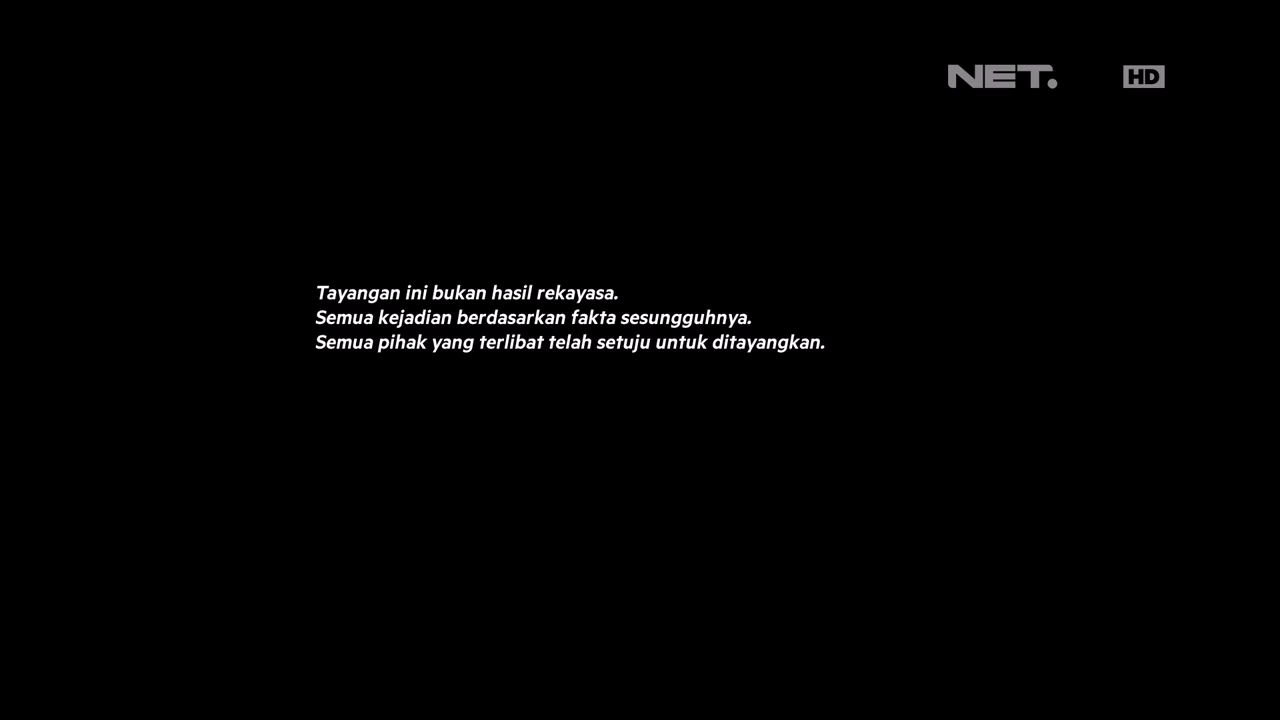 NET. HD
Tayangan ini bukan hasil rekayasa.
Semua kejadian berdasarkan fakta sesungguhnya.
Semua pihak yang terlibat telah setuju untuk ditayangkan.